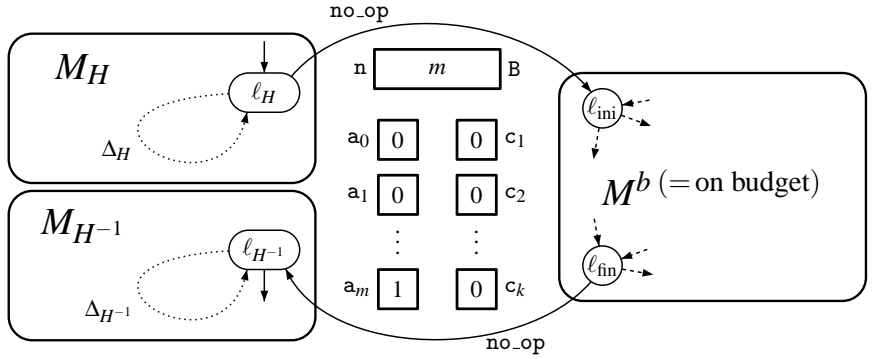 no_op
M_H
ℓ_H
Δ_H
n m B
a_0 0 0 c_1
a_1 0 0 c_2
⋮ ⋮
a_m 1 0 c_k
ℓ_ini
M^b (= on budget)
ℓ_fin
M_{H^{-1}}
ℓ_{H^{-1}}
Δ_{H^{-1}}
no_op